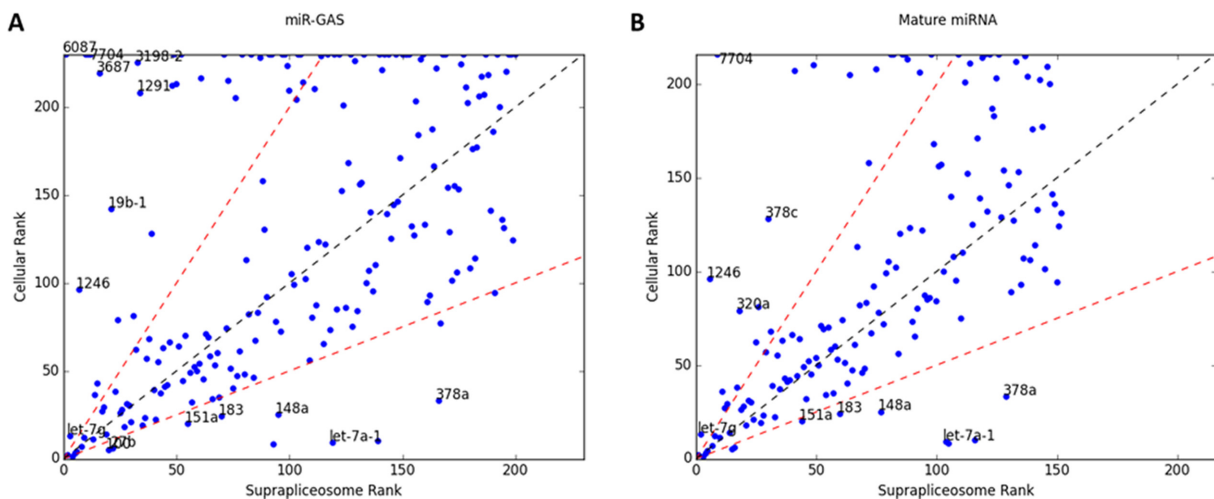 A
miR-GAS
6087
7704
3198-2
3687
1291
200
150
100
50
0
Cellular Rank
19b-1
1246
let-7g
27b
151a
183
148a
let-7a-1
378a
0
50
100
150
200
Suprapliceosome Rank
B
Mature miRNA
7704
200
150
100
50
0
Cellular Rank
378c
1246
320a
let-7g
151a
183
148a
let-7a-1
378a
0
50
100
150
200
Suprapliceosome Rank